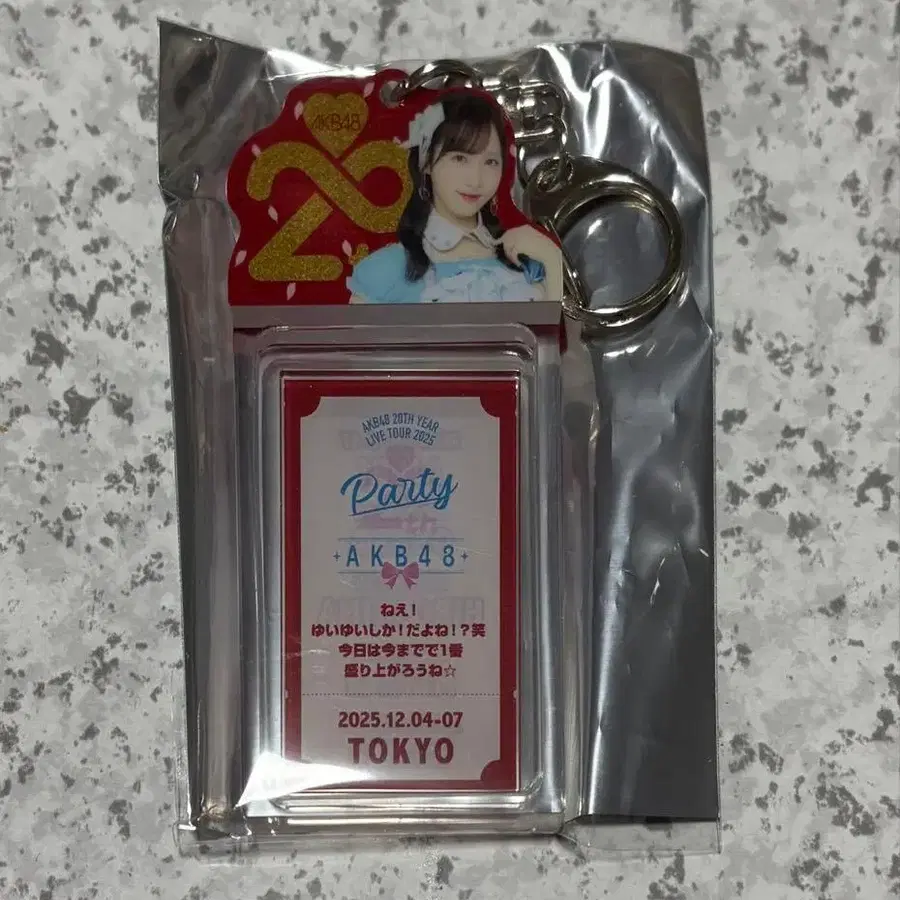 AKB48
20th
AKB48 20TH YEAR
LIVE TOUR 2025
Party
AKB48
ねえ!
ゆいゆいしか!だよね!?笑
今日は今までで1番
盛り上がろうね☆
2025.12.04-07
TOKYO